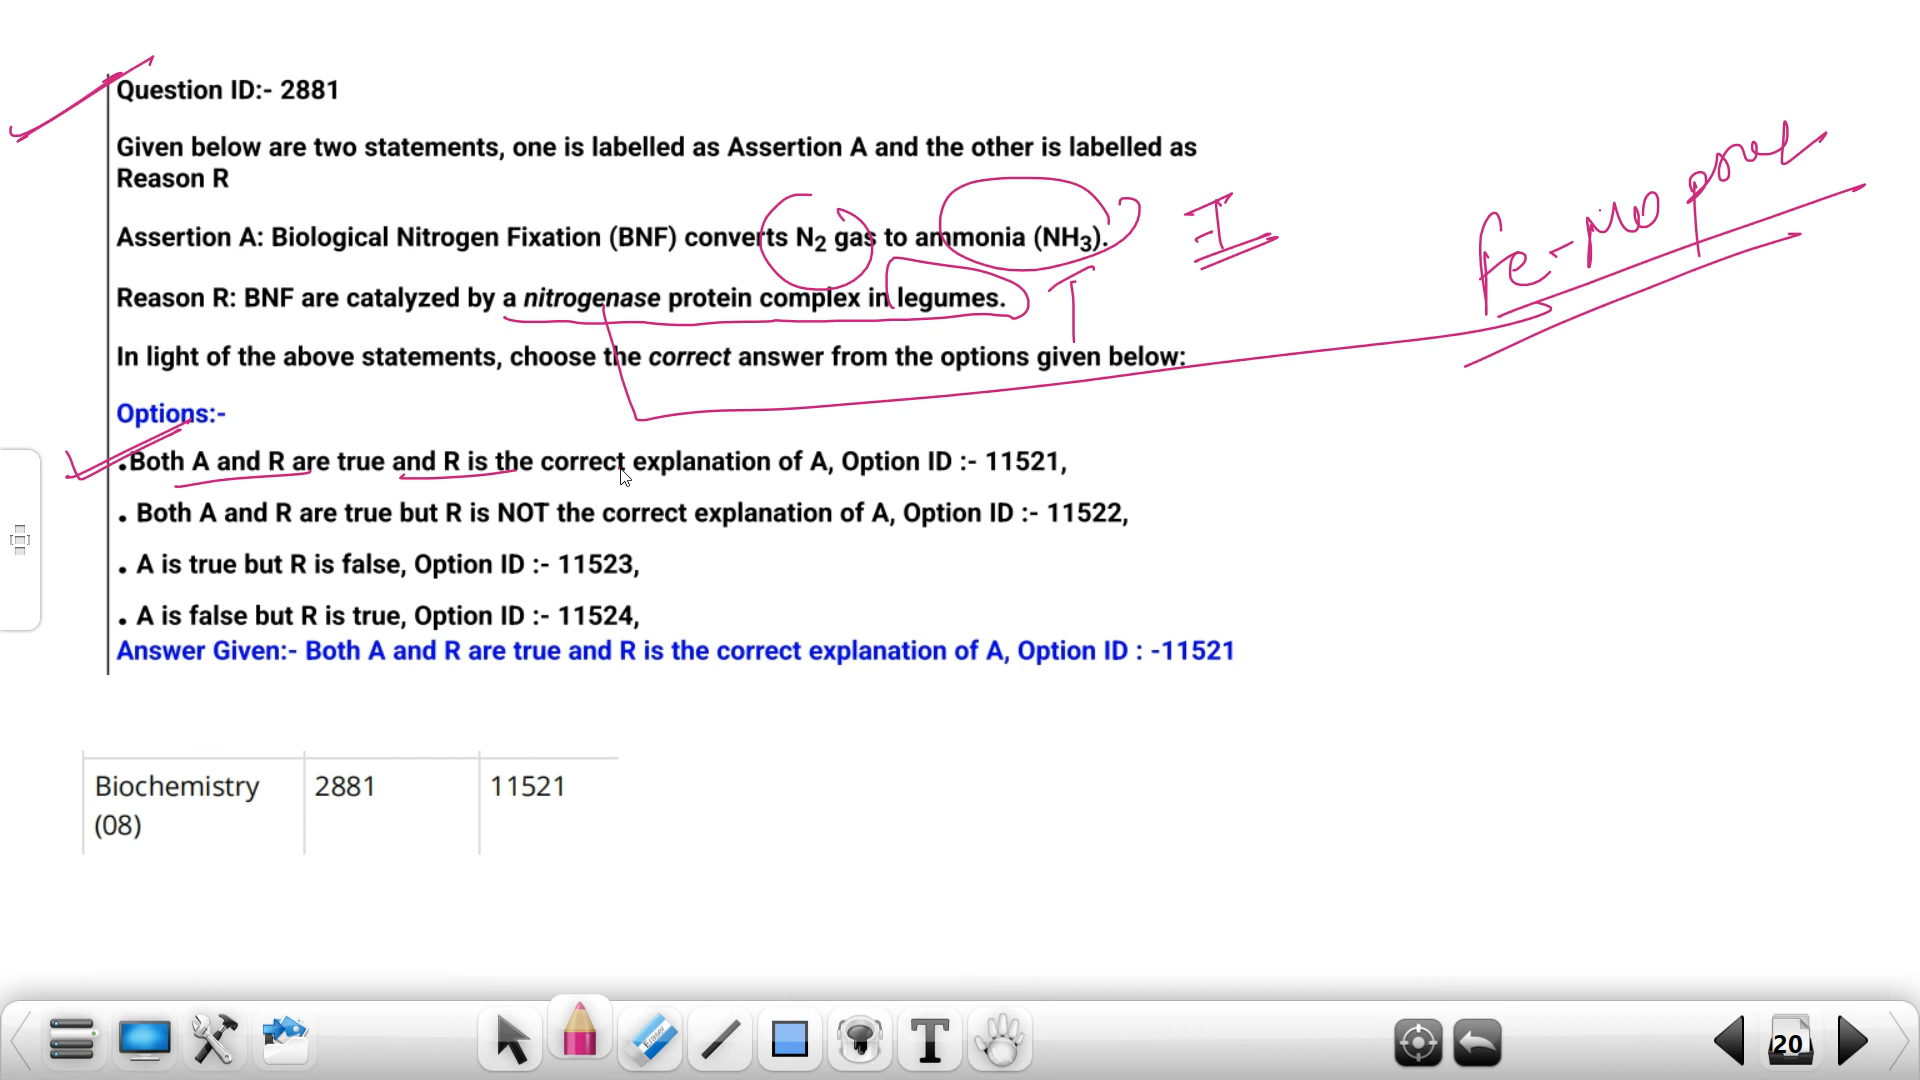 Question ID:- 2881
Given below are two statements, one is labelled as Assertion A and the other is labelled as
Reason R
Assertion A: Biological Nitrogen Fixation (BNF) converts N₂ gas to ammonia (NH₃).
Reason R: BNF are catalyzed by a nitrogenase protein complex in legumes.
T
Fe-Mo
In light of the above statements, choose the correct answer from the options given below:
Options:-
•Both A and R are true and R is the correct explanation of A, Option ID :- 11521,
• Both A and R are true but R is NOT the correct explanation of A, Option ID :- 11522,
• A is true but R is false, Option ID :- 11523,
• A is false but R is true, Option ID :- 11524,
Answer Given:- Both A and R are true and R is the correct explanation of A, Option ID : -11521
Biochemistry 2881 11521
(08)
Eraser
T
20